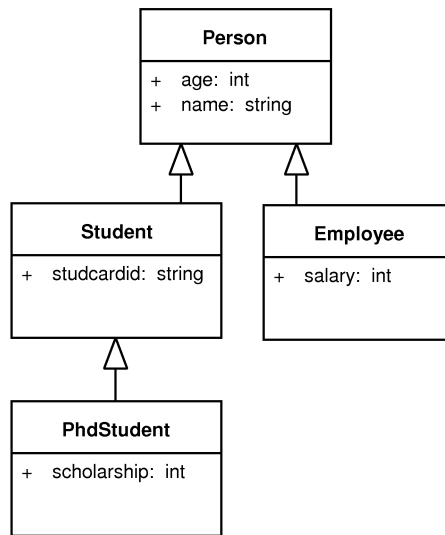 Person
+ age: int
+ name: string
Student
+ studcardid: string
Employee
+ salary: int
PhdStudent
+ scholarship: int